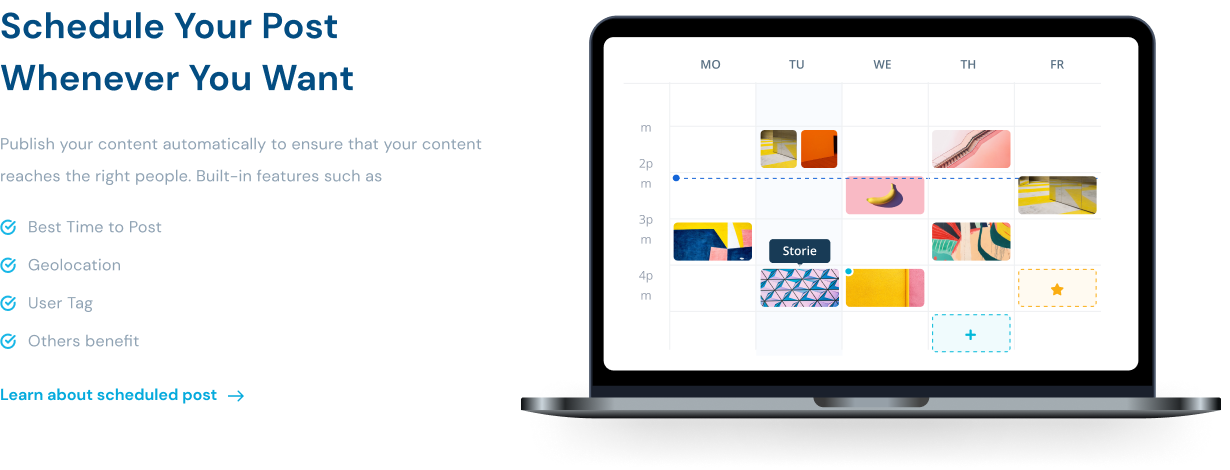 Schedule Your Post
Whenever You Want
Publish your content automatically to ensure that your content
reaches the right people. Built-in features such as
Best Time to Post
Geolocation
User Tag
Others benefit
Learn about scheduled post
MO TU WE TH FR
m
2p
m
3p
m
Storie
4p
m